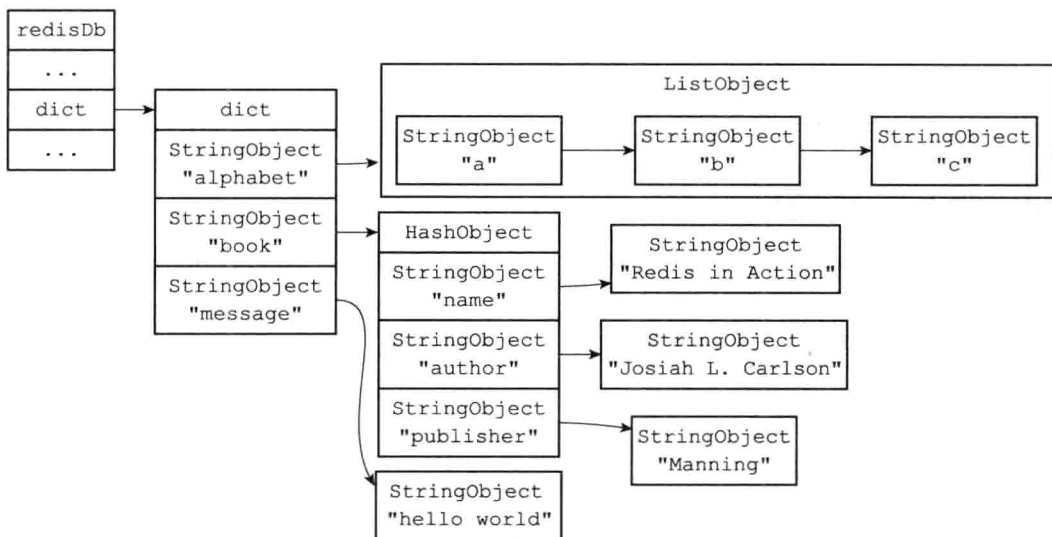 redisDb
...
dict
...
dict
StringObject
"alphabet"
StringObject
"book"
StringObject
"message"
ListObject
StringObject
"a"
StringObject
"b"
StringObject
"c"
HashObject
StringObject
"name"
StringObject
"author"
StringObject
"publisher"
StringObject
"Redis in Action"
StringObject
"Josiah L. Carlson"
StringObject
"Manning"
StringObject
"hello world"